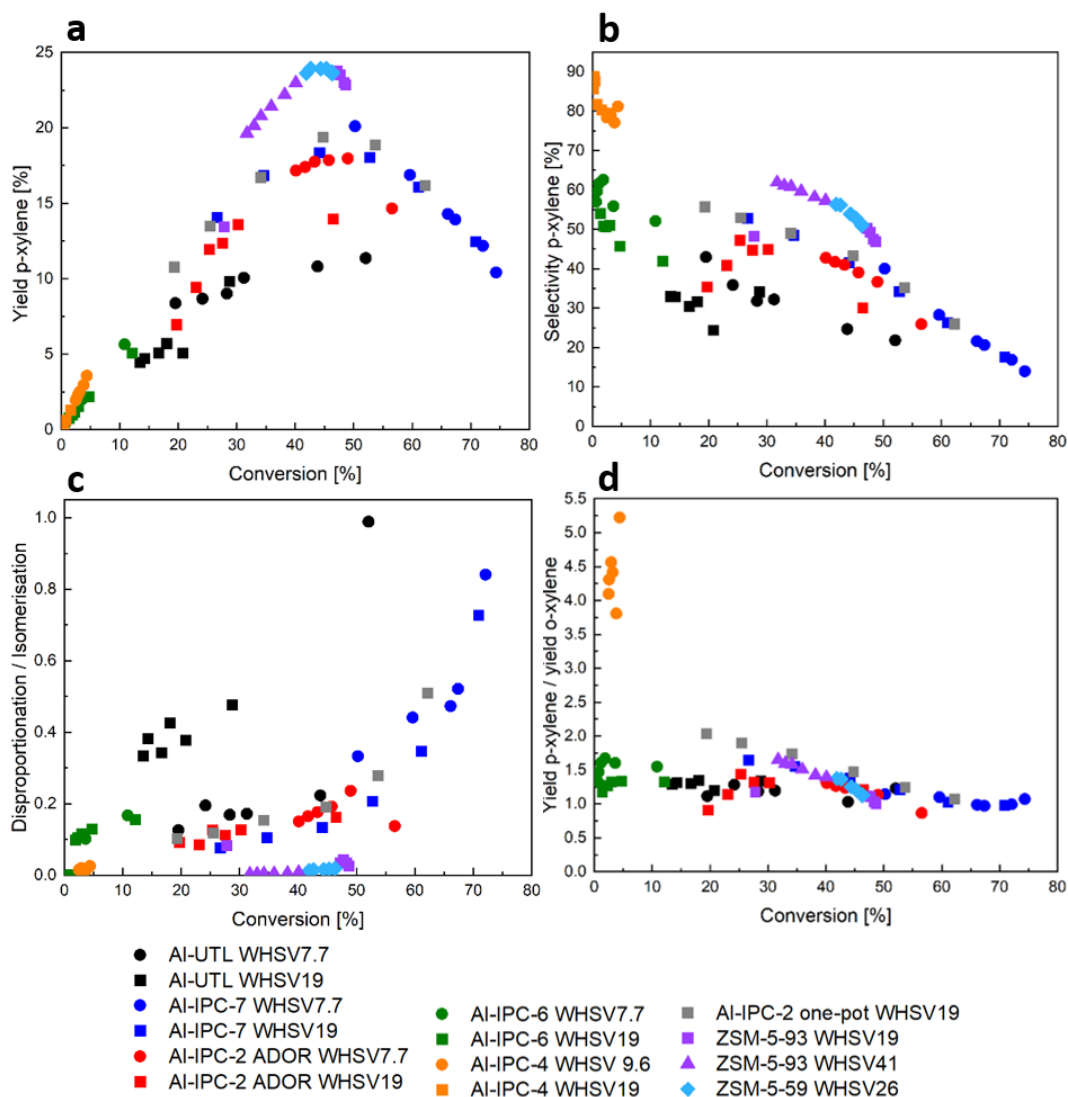 a
Yield p-xylene [%]
25
20
15
10
5
0
0 10 20 30 40 50 60 70 80
Conversion [%]
b
Selectivity p-xylene [%]
90
80
70
60
50
40
30
20
10
0
0 10 20 30 40 50 60 70 80
Conversion [%]
c
Disproportionation / Isomerisation
1.0
0.8
0.6
0.4
0.2
0.0
0 10 20 30 40 50 60 70 80
Conversion [%]
d
Yield p-xylene / yield o-xylene
5.5
5.0
4.5
4.0
3.5
3.0
2.5
2.0
1.5
1.0
0.5
0.0
0 10 20 30 40 50 60 70 80
Conversion [%]
Al-UTL WHSV7.7
Al-UTL WHSV19
Al-IPC-7 WHSV7.7
Al-IPC-7 WHSV19
Al-IPC-2 ADOR WHSV7.7
Al-IPC-2 ADOR WHSV19
Al-IPC-6 WHSV7.7
Al-IPC-6 WHSV19
Al-IPC-4 WHSV 9.6
Al-IPC-4 WHSV19
Al-IPC-2 one-pot WHSV19
ZSM-5-93 WHSV19
ZSM-5-93 WHSV41
ZSM-5-59 WHSV26